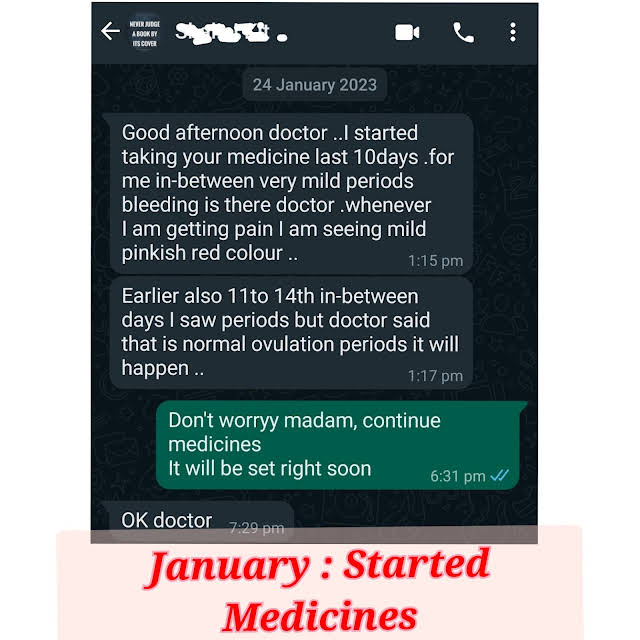 NEVER JUDGE
A BOOK BY
ITS COVER
24 January 2023
Good afternoon doctor ..I started
taking your medicine last 10days .for
me in-between very mild periods
bleeding is there doctor .whenever
I am getting pain I am seeing mild
pinkish red colour ..
1:15 pm
Earlier also 11to 14th in-between
days I saw periods but doctor said
that is normal ovulation periods it will
happen ..
1:17 pm
Don't worryy madam, continue
medicines
It will be set right soon
6:31 pm
OK doctor
7:29 pm
January : Started
Medicines